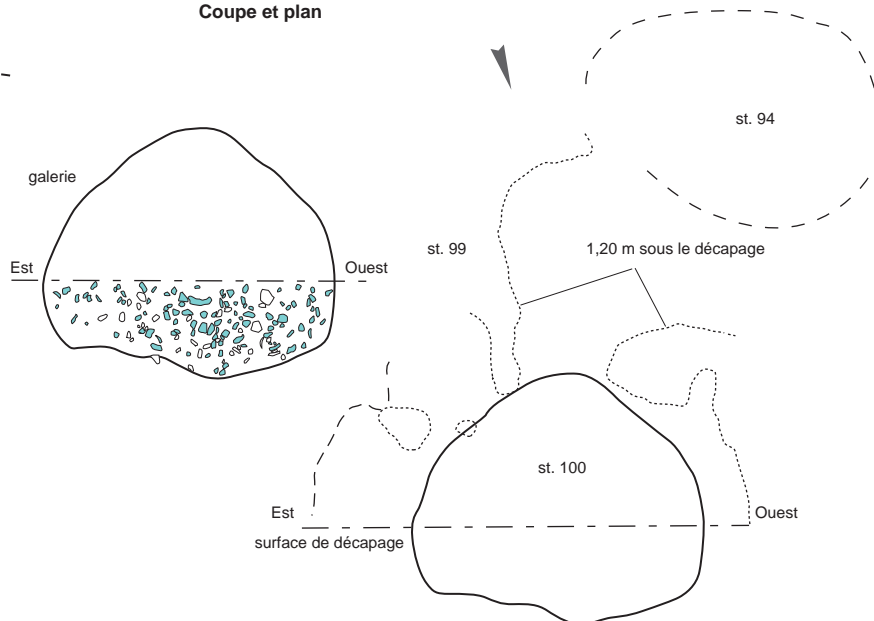 Coupe et plan
st. 94
galerie
st. 99
1,20 m sous le décapage
Est
Ouest
st. 100
Est
Ouest
surface de décapage